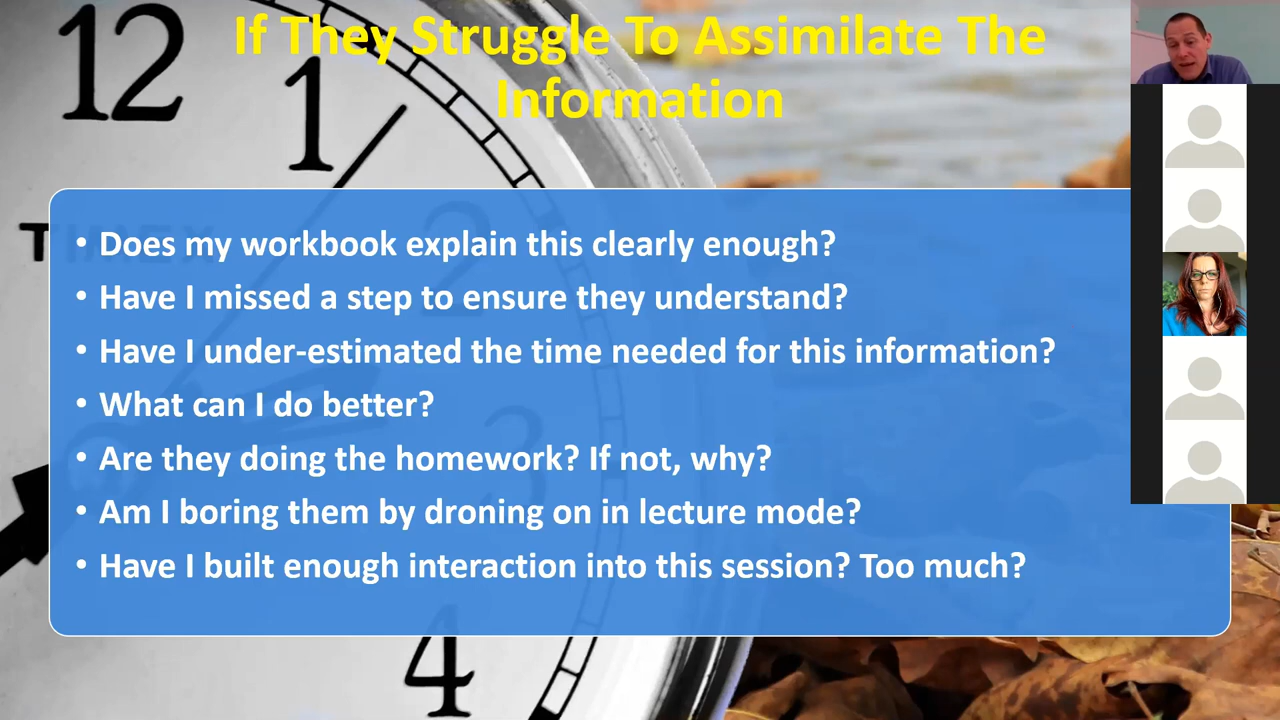 If They Struggle To Assimilate The
Information
12
1
TIMEX
2
• Does my workbook explain this clearly enough?
• Have I missed a step to ensure they understand?
• Have I under-estimated the time needed for this information?
• What can I do better?
• Are they doing the homework? If not, why?
3
• Am I boring them by droning on in lecture mode?
• Have I built enough interaction into this session? Too much?
4